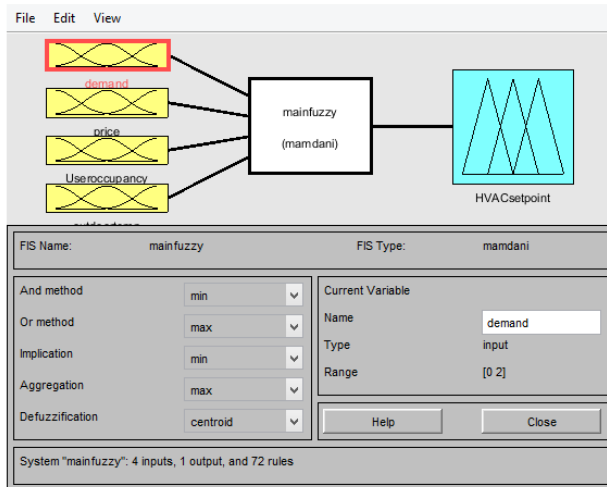 File Edit View
demand
price
Useroccupancy
mainfuzzy
(mamdani)
HVACsetpoint
FIS Name: mainfuzzy FIS Type: mamdani
And method min
Or method max
Implication min
Aggregation max
Defuzzification centroid
Current Variable
Name demand
Type input
Range [0 2]
Help Close
System "mainfuzzy": 4 inputs, 1 output, and 72 rules